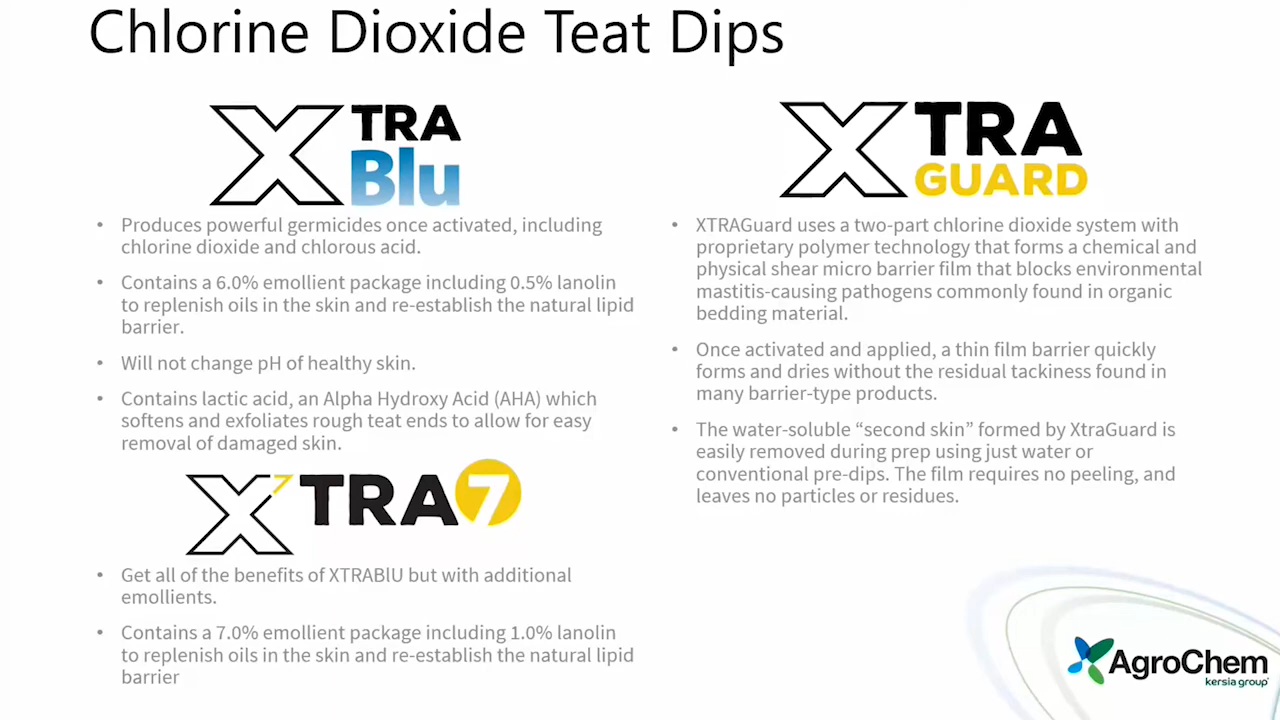 Chlorine Dioxide Teat Dips
XTRA
Blu
• Produces powerful germicides once activated, including
chlorine dioxide and chlorous acid.
• Contains a 6.0% emollient package including 0.5% lanolin
to replenish oils in the skin and re-establish the natural lipid
barrier.
• Will not change pH of healthy skin.
• Contains lactic acid, an Alpha Hydroxy Acid (AHA) which
softens and exfoliates rough teat ends to allow for easy
removal of damaged skin.
XTRA7
• Get all of the benefits of XTRABlU but with additional
emollients.
• Contains a 7.0% emollient package including 1.0% lanolin
to replenish oils in the skin and re-establish the natural lipid
barrier
XTRA
GUARD
• XTRAGuard uses a two-part chlorine dioxide system with
proprietary polymer technology that forms a chemical and
physical shear micro barrier film that blocks environmental
mastitis-causing pathogens commonly found in organic
bedding material.
• Once activated and applied, a thin film barrier quickly
forms and dries without the residual tackiness found in
many barrier-type products.
• The water-soluble “second skin” formed by XtraGuard is
easily removed during prep using just water or
conventional pre-dips. The film requires no peeling, and
leaves no particles or residues.
AgroChem
kersia group